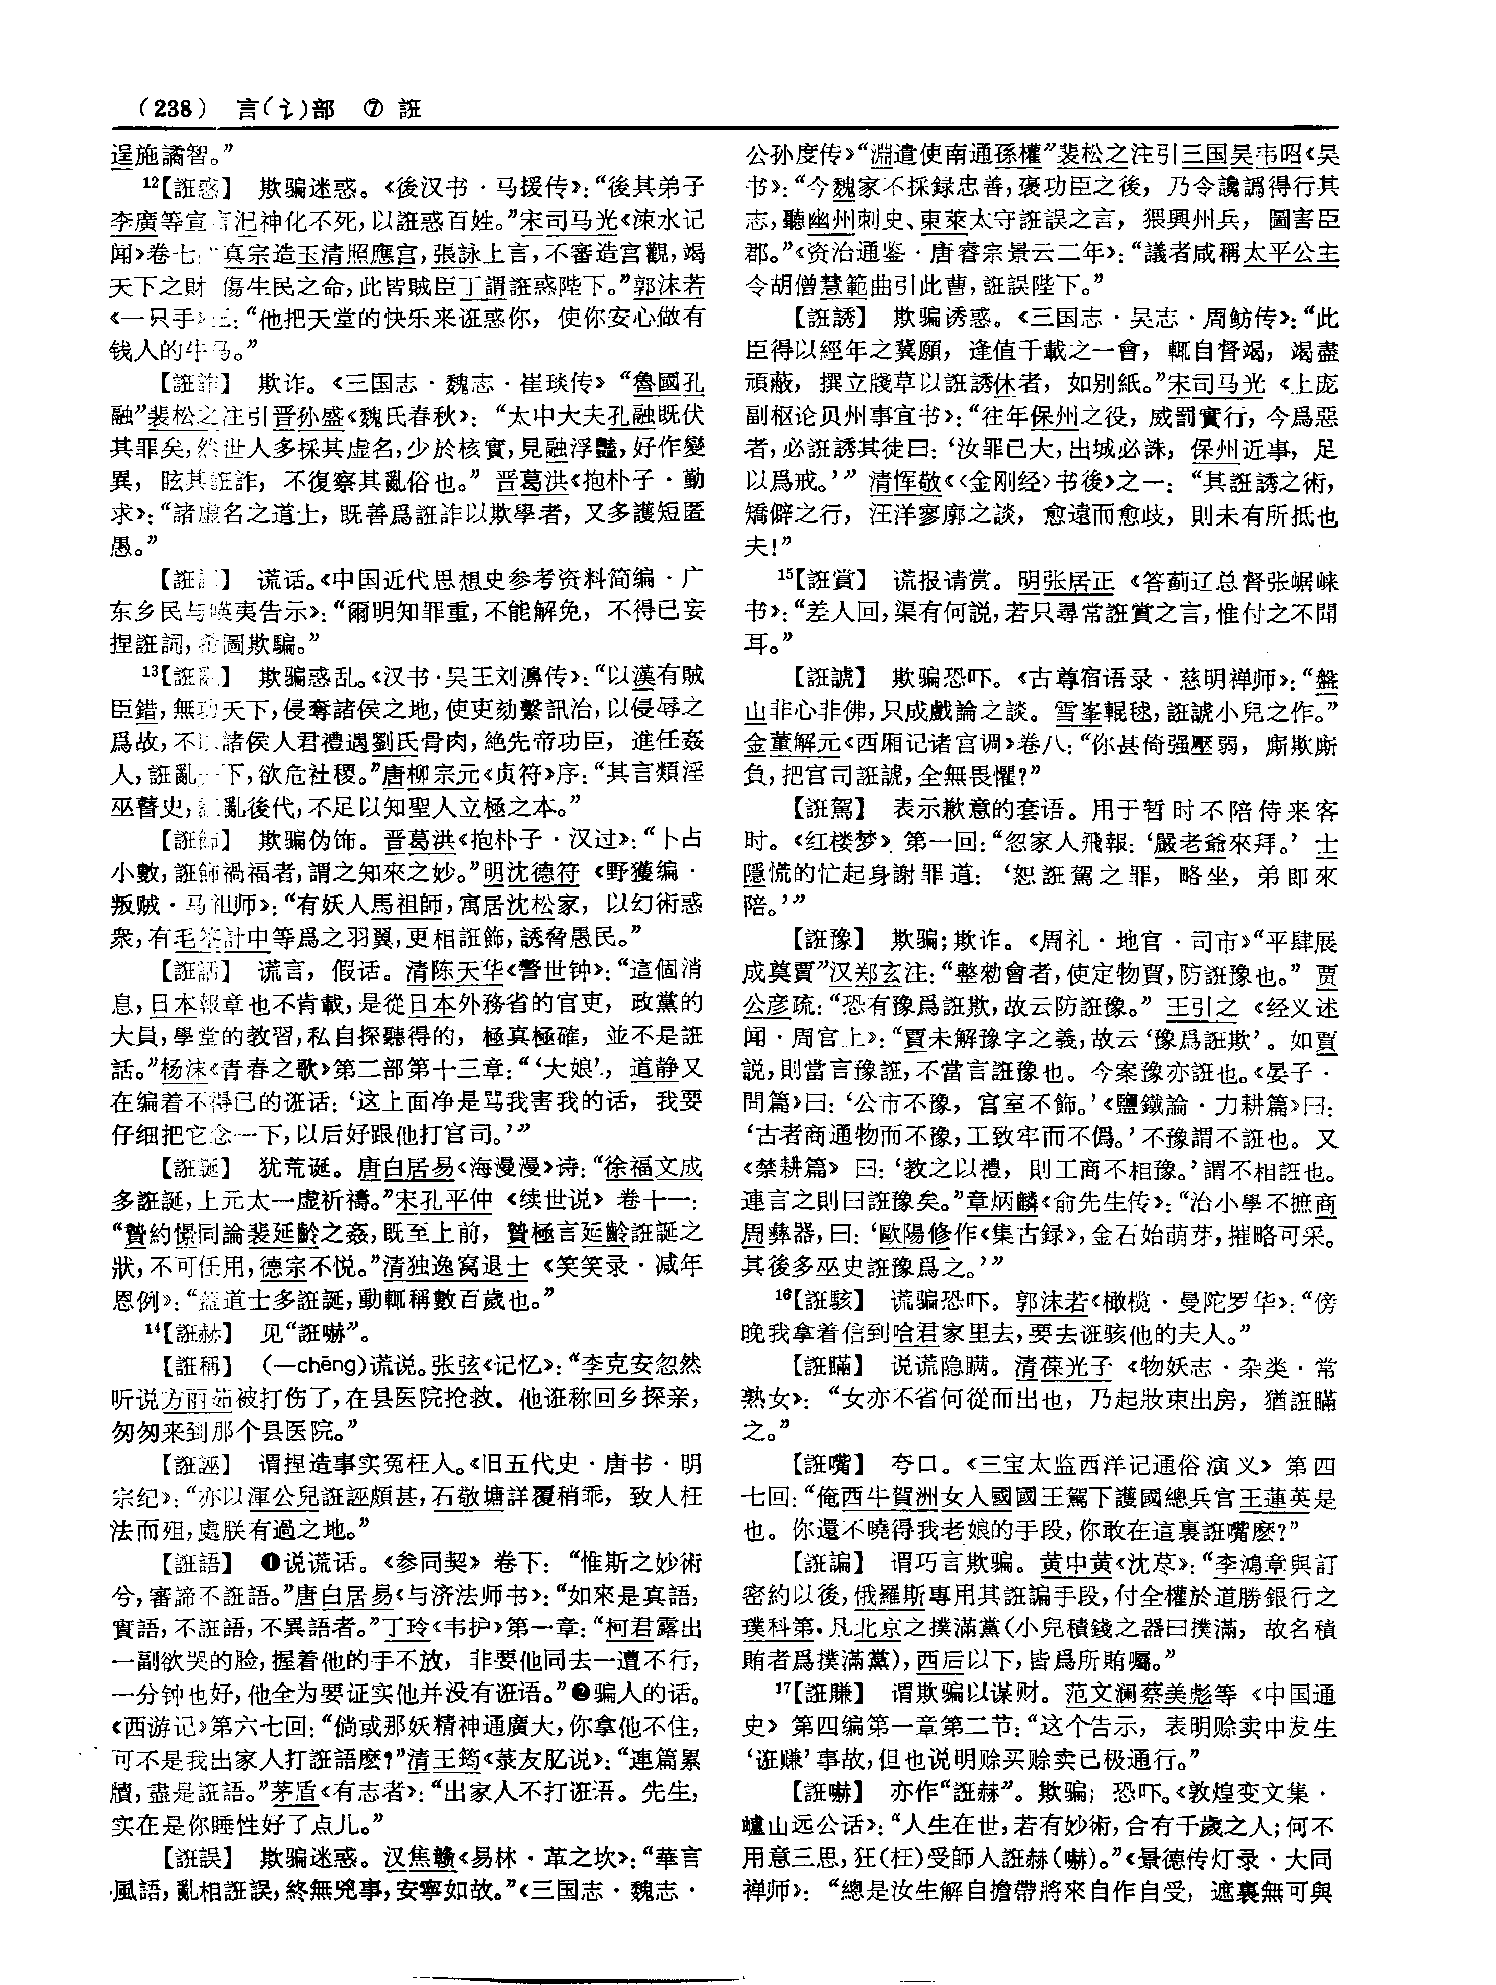 （238） 言(讠)部 ⑦ 誑
逞施譎智。”
¹²【誑惑】 欺骗迷惑。《後汉书·马援传》：“後其弟子
李廣等宣言汜神化不死，以誑惑百姓。”宋司马光《涑水记
闻》卷七：“真宗造玉清照應宫，張詠上言，不審造宫觀，竭
天下之財 傷生民之命，此皆賊臣丁謂誑惑陛下。”郭沫若
《一只手》三：“他把天堂的快乐来诳惑你，使你安心做有
钱人的牛马。”
【誑詐】 欺诈。《三国志·魏志·崔琰传》“魯國孔
融”裴松之注引晋孙盛《魏氏春秋》：“太中大夫孔融既伏
其罪矣，然世人多採其虚名，少於核實，見融浮豔，好作變
異，眩其誑詐，不復察其亂俗也。”晋葛洪《抱朴子·勤
求》：“諸虚名之道士，既善爲誑詐以欺學者，又多護短匿
愚。”
【誑詞】 谎话。《中国近代思想史参考资料简编·广
东乡民与暎夷告示》：“爾明知罪重，不能解免，不得已妄
捏誑詞，希圖欺騙。”
¹³【誑亂】 欺骗惑乱。《汉书·吴王刘濞传》：“以漢有賊
臣錯，無功天下，侵奪諸侯之地，使吏劾繫訊治，以侵辱之
爲故，不以諸侯人君禮遇劉氏骨肉，絶先帝功臣，進任姦
人，誑亂天下，欲危社稷。”唐柳宗元《贞符》序：“其言類淫
巫瞽史，誑亂後代，不足以知聖人立極之本。”
【誑飾】 欺骗伪饰。晋葛洪《抱朴子·汉过》：“卜占
小數，誑飾禍福者，謂之知來之妙。”明沈德符《野獲编·
叛贼·马祖师》：“有妖人馬祖師，寓居沈松家，以幻術惑
衆，有毛 計中等爲之羽翼，更相誑飾，誘脅愚民。”
【誑話】 谎言，假话。清陈天华《警世钟》：“這個消
息，日本報章也不肯載，是從日本外務省的官吏，政黨的
大員，學堂的教習，私自探聽得的，極真極確，並不是誑
話。”杨沫《青春之歌》第二部第十三章：“‘大娘’，道静又
在编着不得已的诳话：‘这上面净是骂我害我的话，我要
仔细把它念一下，以后好跟他打官司。’”
【誑誕】 犹荒诞。唐白居易《海漫漫》诗：“徐福文成
多誑誕，上元太一虚祈禱。”宋孔平仲《续世说》卷十一：
“贄約憬同論裴延齡之姦，既至上前，贄極言延齡誑誕之
狀，不可任用，德宗不悦。”清独逸窝退士《笑笑录·减年
恩例》：“蓋道士多誑誕，動輒稱數百歲也。”
¹⁴【誑赫】 见“誑嚇”。
【誑稱】 (—chēng)谎说。张弦《记忆》：“李克安忽然
听说方丽茹被打伤了，在县医院抢救。他诳称回乡探亲，
匆匆来到那个县医院。”
【誑誣】 谓捏造事实冤枉人。《旧五代史·唐书·明
宗纪》：“亦以渾公兒誑誣頗甚，石敬塘詳覆稍乖，致人枉
法而殂，處朕有過之地。”
【誑語】 ❶说谎话。《参同契》卷下：“惟斯之妙術
兮，審諦不誑語。”唐白居易《与济法师书》：“如來是真語，
實語，不誑語，不異語者。”丁玲《韦护》第一章：“柯君露出
一副欲哭的脸，握着他的手不放，非要他同去一遭不行，
一分钟也好，他全为要证实他并没有诳语。”❷骗人的话。
《西游记》第六七回：“倘或那妖精神通廣大，你拿他不住，
可不是我出家人打誑語麽？”清王筠《菉友肊说》：“連篇累
牘，盡是誑語。”茅盾《有志者》：“出家人不打诳语。先生，
实在是你睡性好了点儿。”
【誑誤】 欺骗迷惑。汉焦赣《易林·革之坎》：“華言
風語，亂相誑誤，終無兇事，安寧如故。”《三国志·魏志·
公孙度传》“淵遣使南通孫權”裴松之注引三国吴韦昭《吴
书》：“今魏家不採録忠善，褒功臣之後，乃令讒譌得行其
志，聽幽州刺史、東萊太守誑誤之言，猥興州兵，圖害臣
郡。”《资治通鉴·唐睿宗景云二年》：“議者咸稱太平公主
令胡僧慧範曲引此曹，誑誤陛下。”
【誑誘】 欺骗诱惑。《三国志·吴志·周鲂传》：“此
臣得以經年之冀願，逢值千載之一會，輒自督竭，竭盡
頑蔽，撰立牋草以誑誘休者，如别紙。”宋司马光《上庞
副枢论贝州事宜书》：“往年保州之役，威罰實行，今爲惡
者，必誑誘其徒曰：‘汝罪已大，出城必誅，保州近事，足
以爲戒。’”清恽敬《〈金刚经〉书後》之一：“其誑誘之術，
矯僻之行，汪洋寥廓之談，愈遠而愈歧，則未有所抵也
夫！”
¹⁵【誑賞】 谎报请赏。明张居正《答蓟辽总督张崌崃
书》：“差人回，渠有何説，若只尋常誑賞之言，惟付之不聞
耳。”
【誑諕】 欺骗恐吓。《古尊宿语录·慈明禅师》：“盤
山非心非佛，只成戲論之談。雪峯輥毬，誑諕小兒之作。”
金董解元《西厢记诸宫调》卷八：“你甚倚强壓弱，廝欺廝
負，把官司誑諕，全無畏懼？”
【誑駕】 表示歉意的套语。用于暂时不陪侍来客
时。《红楼梦》第一回：“忽家人飛報：‘嚴老爺來拜。’士
隱慌的忙起身謝罪道：‘恕誑駕之罪，略坐，弟即來
陪。’”
【誑豫】 欺骗；欺诈。《周礼·地官·司市》“平肆展
成奠賈”汉郑玄注：“整勑會者，使定物賈，防誑豫也。”贾
公彦疏：“恐有豫爲誑欺，故云防誑豫。”王引之《经义述
闻·周官上》：“賈未解豫字之義，故云‘豫爲誑欺’。如賈
説，則當言豫誑，不當言誑豫也。今案豫亦誑也。《晏子·
問篇》曰：‘公市不豫，宫室不飾。’《鹽鐵論·力耕篇》曰：
‘古者商通物而不豫，工致牢而不僞。’不豫謂不誑也。又
《禁耕篇》曰：‘教之以禮，則工商不相豫。’謂不相誑也。
連言之則曰誑豫矣。”章炳麟《俞先生传》：“治小學不摭商
周彝器，曰：‘歐陽修作《集古録》，金石始萌芽，摧略可采。
其後多巫史誑豫爲之。’”
¹⁶【誑駭】 谎骗恐吓。郭沫若《橄榄·曼陀罗华》：“傍
晚我拿着信到哈君家里去，要去诳骇他的夫人。”
【誑瞞】 说谎隐瞒。清葆光子《物妖志·杂类·常
熟女》：“女亦不省何從而出也，乃起妝束出房，猶誑瞞
之。”
【誑嘴】 夸口。《三宝太监西洋记通俗演义》第四
七回：“俺西牛賀洲女人國國王駕下護國總兵官王蓮英是
也。你還不曉得我老娘的手段，你敢在這裏誑嘴麽？”
【誑諞】 谓巧言欺骗。黄中黄《沈荩》：“李鴻章與訂
密約以後，俄羅斯專用其誑諞手段，付全權於道勝銀行之
璞科第，凡北京之撲滿黨（小兒積錢之器曰撲滿，故名積
賄者爲撲滿黨），西后以下，皆爲所賄囑。”
¹⁷【誑賺】 谓欺骗以谋财。范文澜蔡美彪等《中国通
史》第四编第一章第二节：“这个告示，表明赊卖中发生
‘诳赚’事故，但也说明赊买赊卖已极通行。”
【誑嚇】 亦作“誑赫”。欺骗；恐吓。《敦煌变文集·
廬山远公话》：“人生在世，若有妙術，合有千歲之人；何不
用意三思，狂（枉）受師人誑赫（嚇）。”《景德传灯录·大同
禅师》：“總是汝生解自擔帶將來自作自受，遮裏無可與